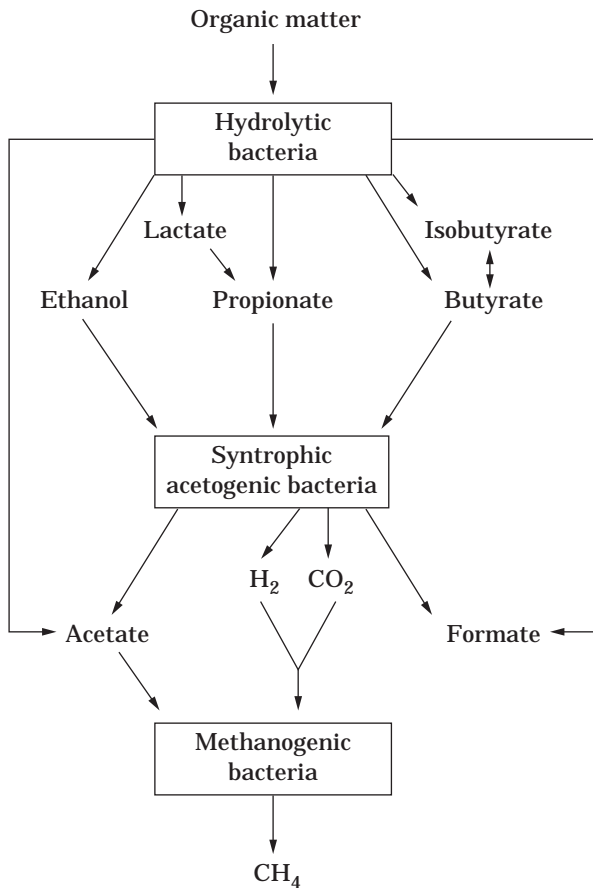 Organic matter
Hydrolytic
bacteria
Lactate
Isobutyrate
Ethanol
Propionate
Butyrate
Syntrophic
acetogenic bacteria
H₂
CO₂
Acetate
Formate
Methanogenic
bacteria
CH₄